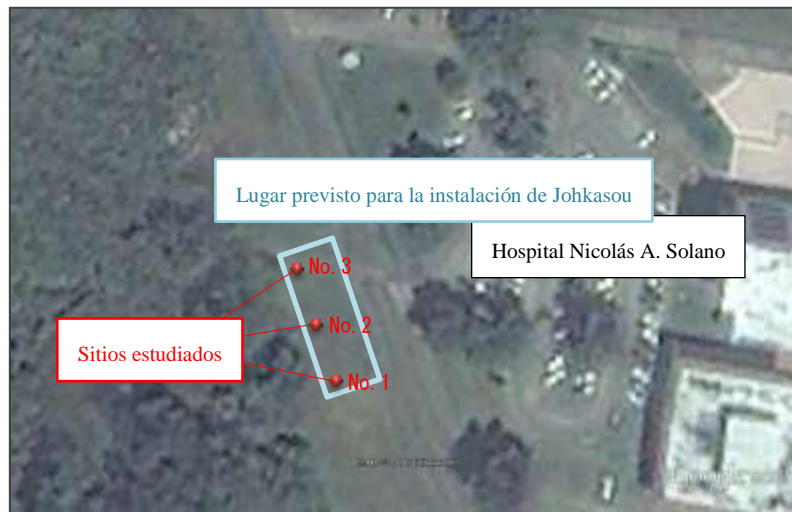 Lugar previsto para la instalación de Johkasou
Hospital Nicolás A. Solano
No. 3
No. 2
Sitios estudiados
No. 1